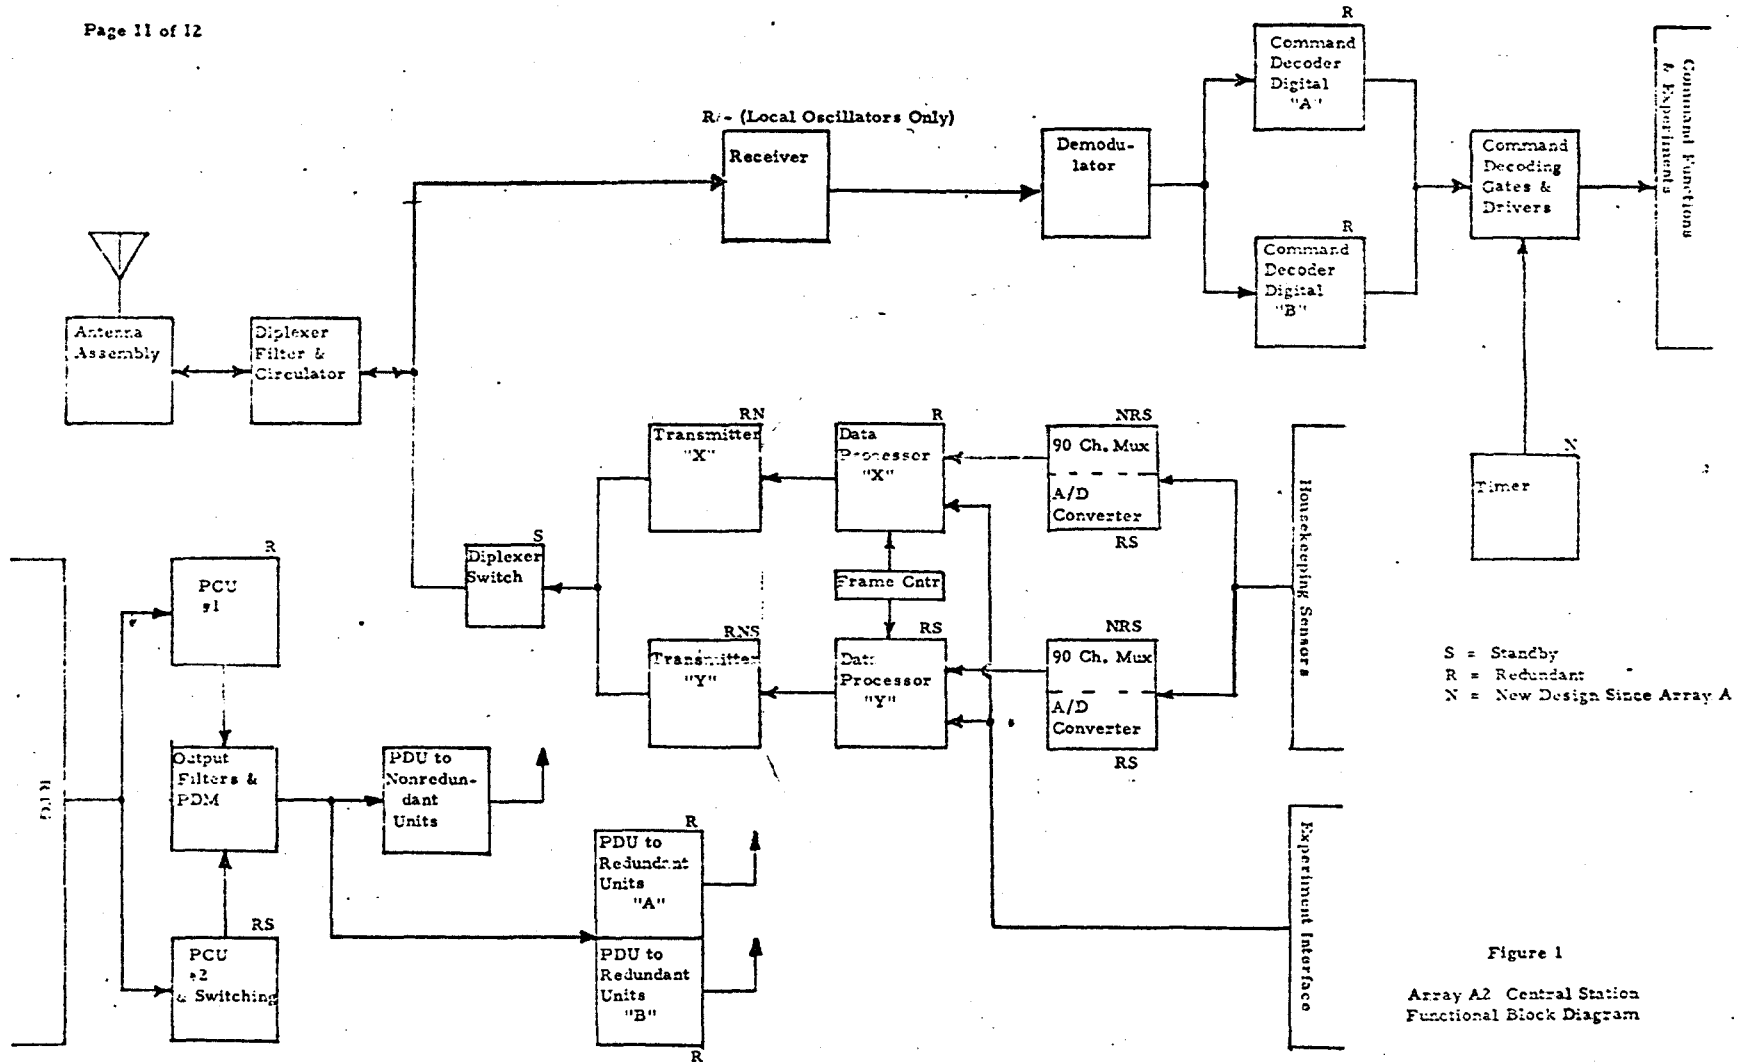 Page 11 of 12
R
Command
Decoder
Digital
"A"
Command Functions
& Experiments
R/- (Local Oscillators Only)
Receiver
Demodu-
lator
Command
Decoding
Gates &
Drivers
R
Command
Decoder
Digital
"B"
Antenna
Assembly
Diplexer
Filter &
Circulator
RN
Transmitter
"X"
R
Data
Processor
"X"
NRS
90 Ch. Mux
A/D
Converter
RS
Housekeeping Sensors
N
Timer
S
Diplexer
Switch
Frame Cntr
R
PCU
#1
RNS
Transmitter
"Y"
RS
Data
Processor
"Y"
NRS
90 Ch. Mux
A/D
Converter
RS
S = Standby
R = Redundant
N = New Design Since Array A
RTG
Output
Filters &
PDM
PDU to
Nonredun-
dant
Units
R
PDU to
Redundant
Units
"A"
Experiment Interface
RS
PCU
#2
& Switching
PDU to
Redundant
Units
"B"
R
Figure 1
Array A2 Central Station
Functional Block Diagram